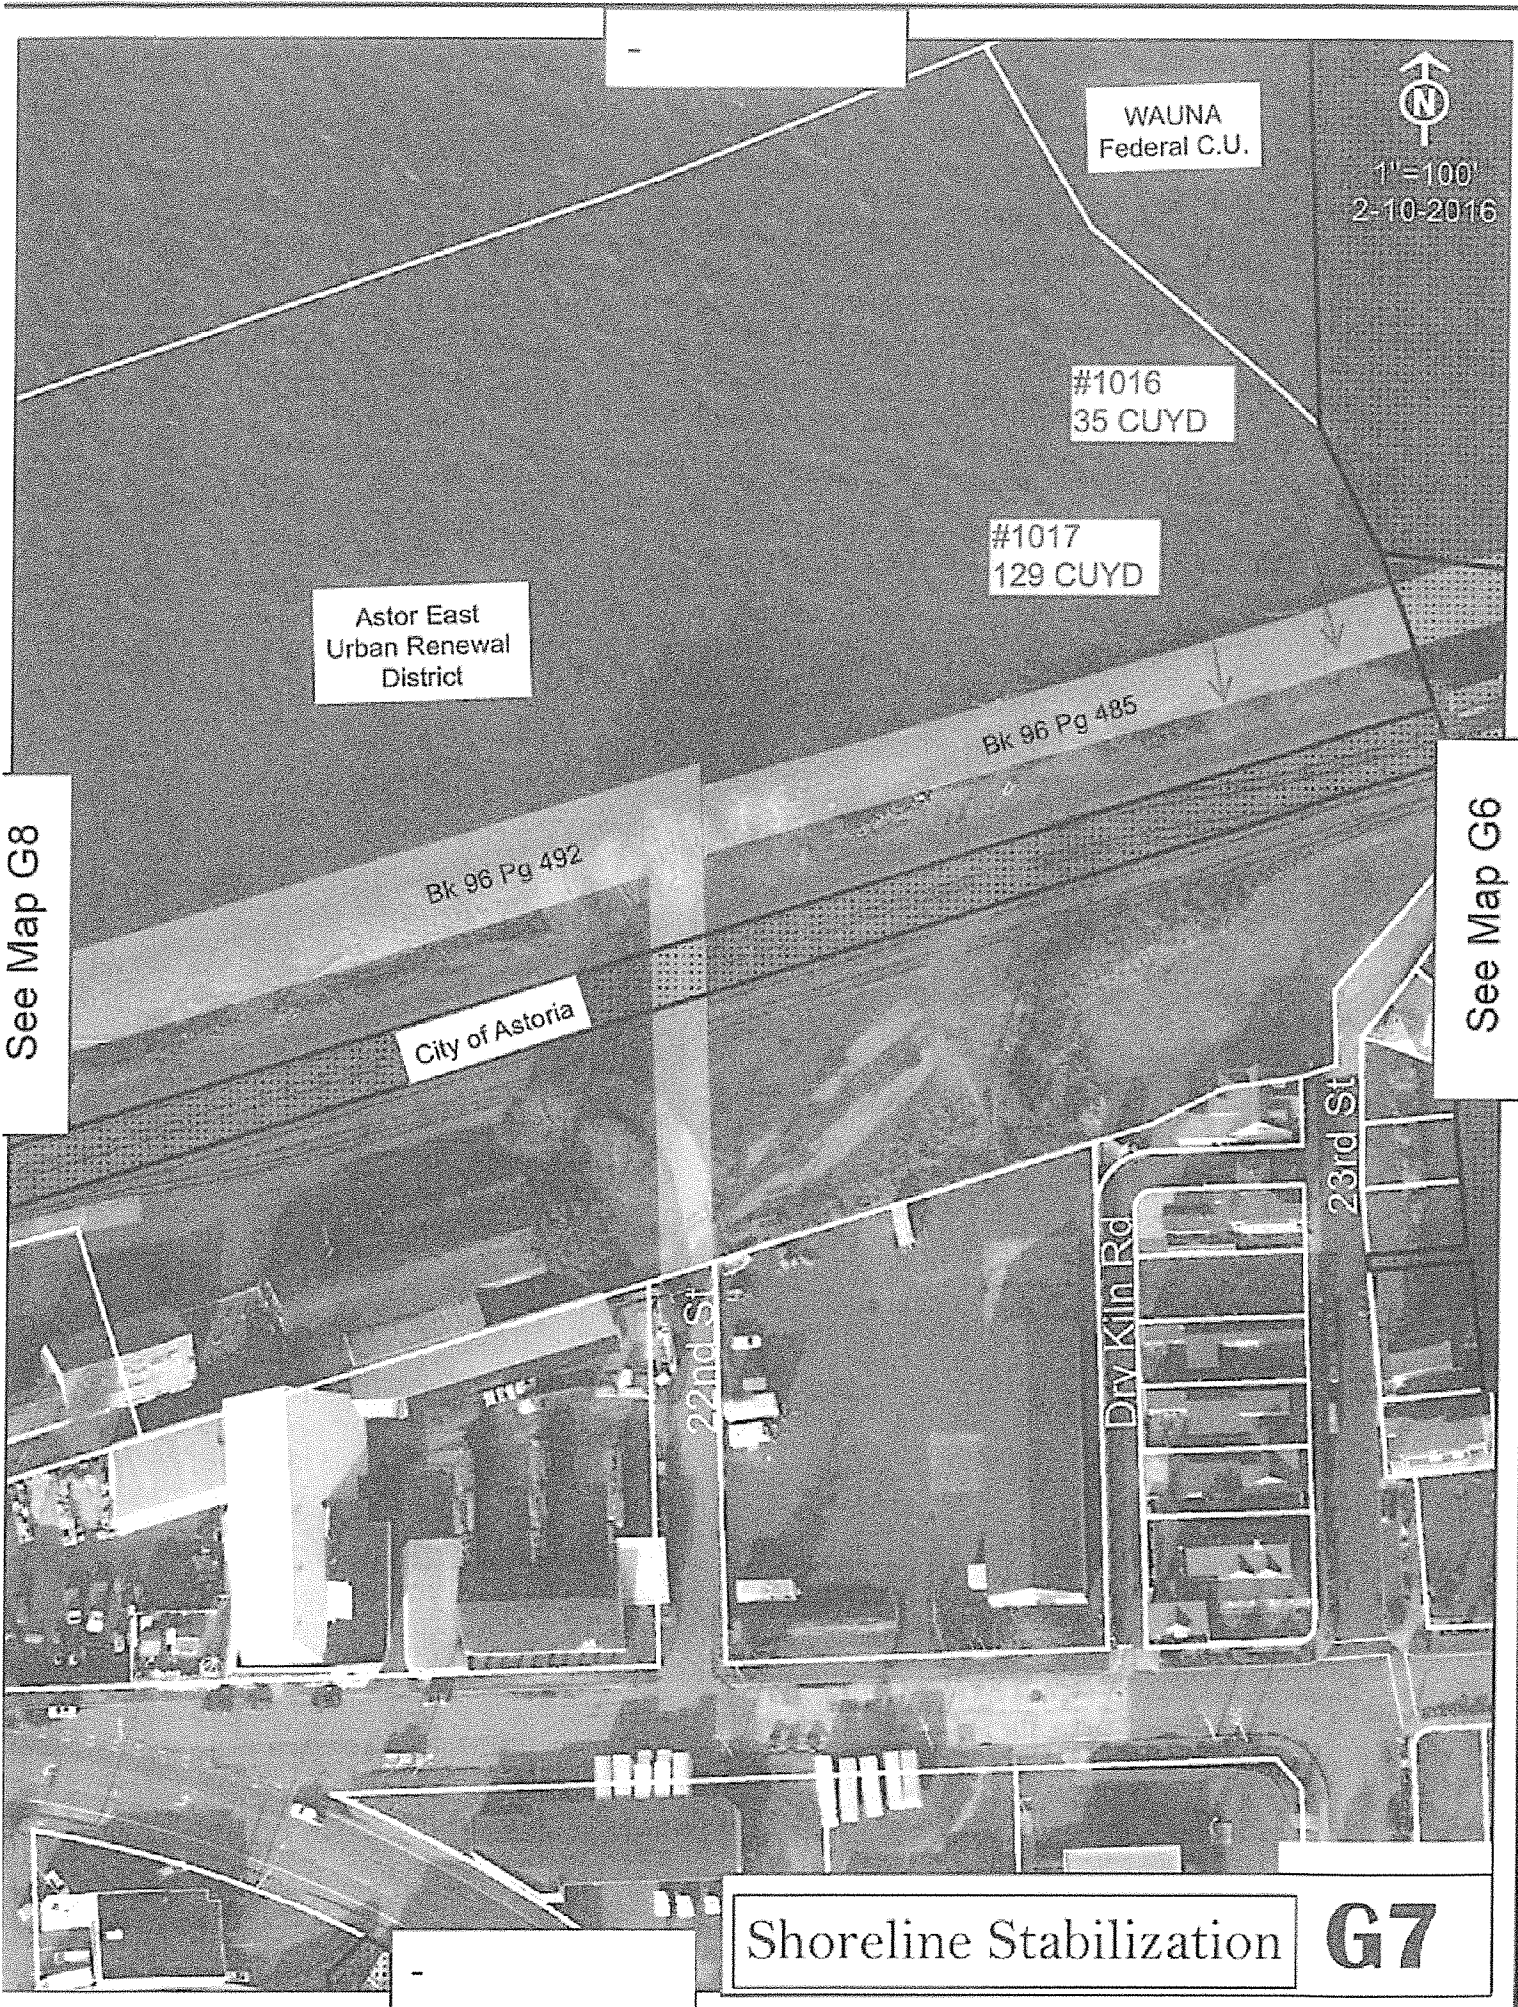 -
WAUNA
Federal C.U.
N
1"=100'
2-10-2016
#1016
35 CUYD
#1017
129 CUYD
Astor East
Urban Renewal
District
Bk 96 Pg 485
Bk 96 Pg 492
See Map G8
See Map G6
City of Astoria
23rd St
Dry Kiln Rd
22nd St
-
Shoreline Stabilization
G7